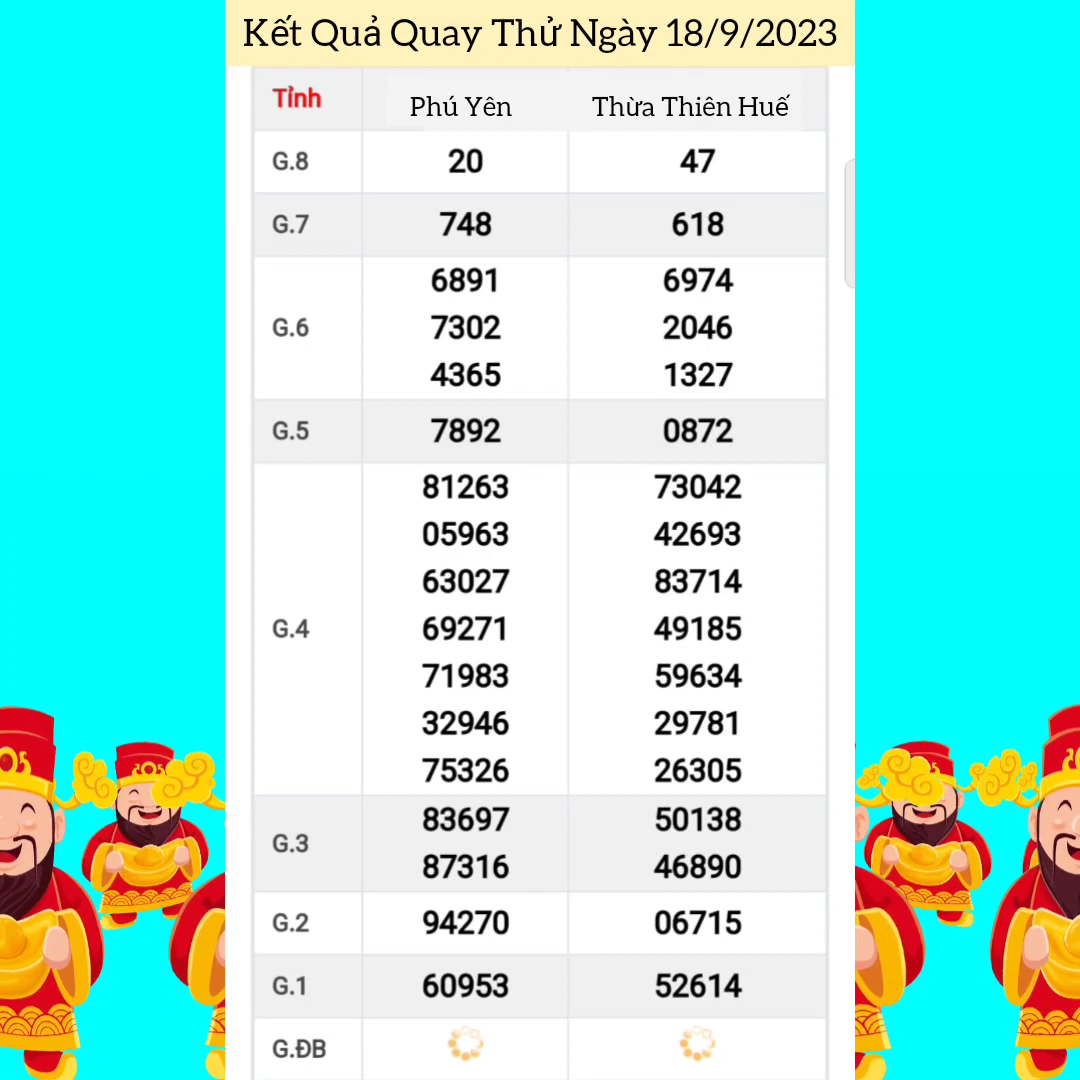 Kết Quả Quay Thử Ngày 18/9/2023
Tỉnh Phú Yên Thừa Thiên Huế
G.8 20 47
G.7 748 618
6891 6974
G.6 7302 2046
4365 1327
G.5 7892 0872
81263 73042
05963 42693
63027 83714
G.4 69271 49185
71983 59634
32946 29781
75326 26305
83697 50138
G.3
87316 46890
G.2 94270 06715
G.1 60953 52614
G.ĐB